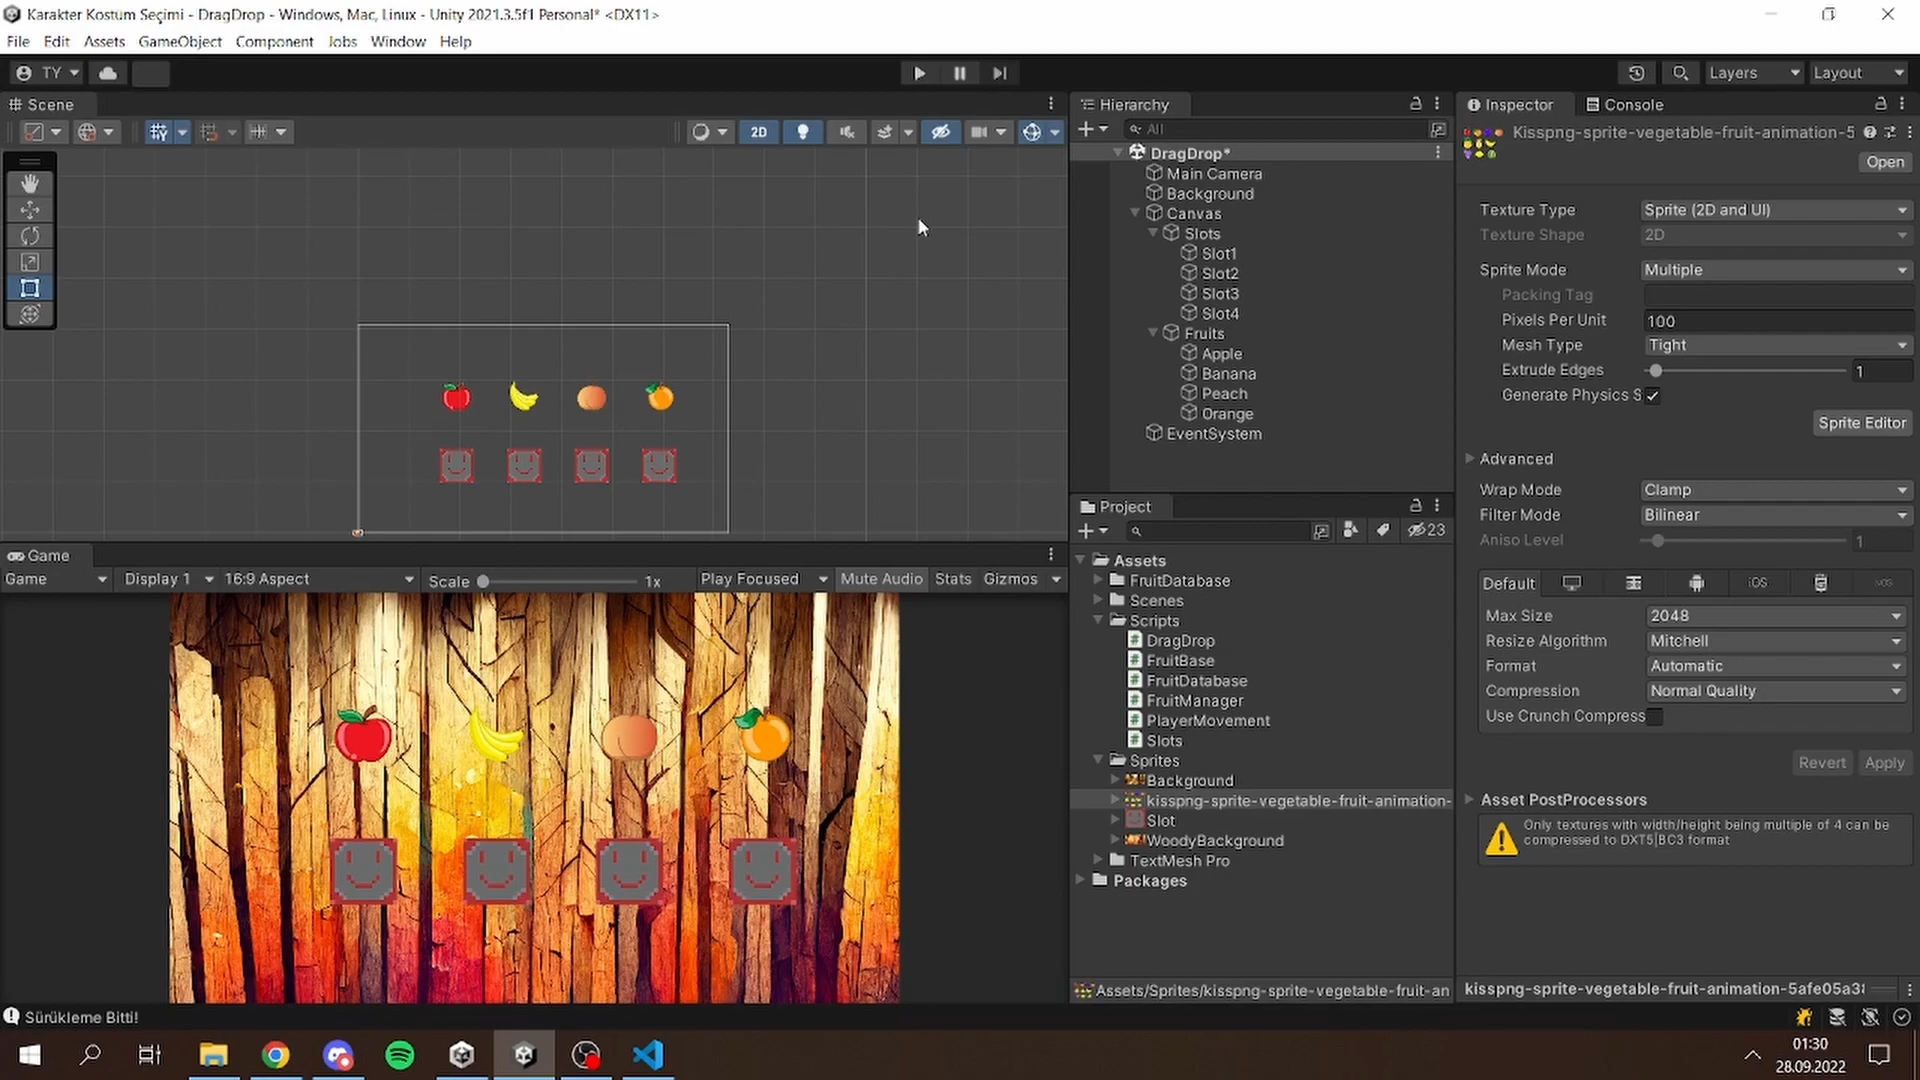 Karakter Kostüm Seçimi - DragDrop - Windows, Mac, Linux - Unity 2021.3.5f1 Personal* <DX11>
File Edit Assets GameObject Component Jobs Window Help
TY
Layers
Layout
Scene
2D
Game
Game
Display 1
16:9 Aspect
Scale
1x
Play Focused
Mute Audio
Stats
Gizmos
Hierarchy
All
DragDrop*
Main Camera
Background
Canvas
Slots
Slot1
Slot2
Slot3
Slot4
Fruits
Apple
Banana
Peach
Orange
EventSystem
Project
23
Assets
FruitDatabase
Scenes
Scripts
DragDrop
FruitBase
FruitDatabase
FruitManager
PlayerMovement
Slots
Sprites
Background
kisspng-sprite-vegetable-fruit-animation-
Slot
WoodyBackground
TextMesh Pro
Packages
Assets/Sprites/kisspng-sprite-vegetable-fruit-an
Inspector
Console
Kisspng-sprite-vegetable-fruit-animation-5
Open
Texture Type Sprite (2D and UI)
Texture Shape 2D
Sprite Mode Multiple
Packing Tag
Pixels Per Unit 100
Mesh Type Tight
Extrude Edges 1
Generate Physics S
Sprite Editor
Advanced
Wrap Mode Clamp
Filter Mode Bilinear
Aniso Level 1
Default
iOS
Max Size 2048
Resize Algorithm Mitchell
Format Automatic
Compression Normal Quality
Use Crunch Compress
Revert Apply
Asset PostProcessors
Only textures with width/height being multiple of 4 can be
compressed to DXT5|BC3 format
kisspng-sprite-vegetable-fruit-animation-5afe05a3
Sürükleme Bitti!
01:30
28.09.2022